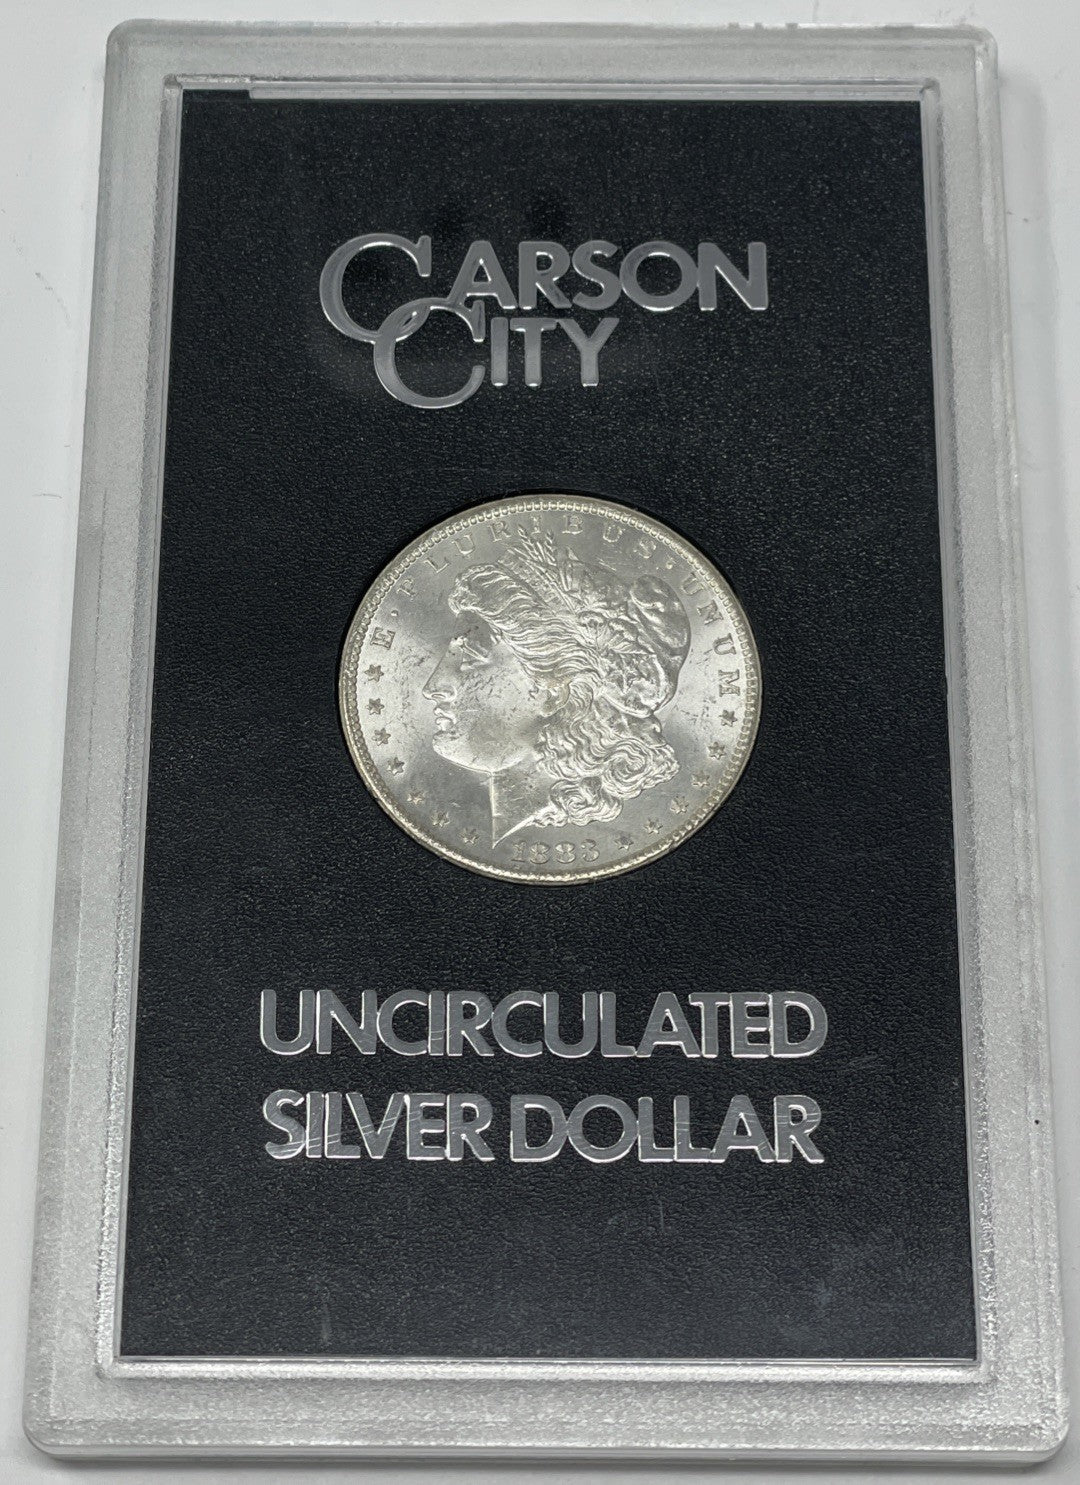 CARSON
CITY
E·PLURIBUS·UNUM
1883
UNCIRCULATED
SILVER DOLLAR